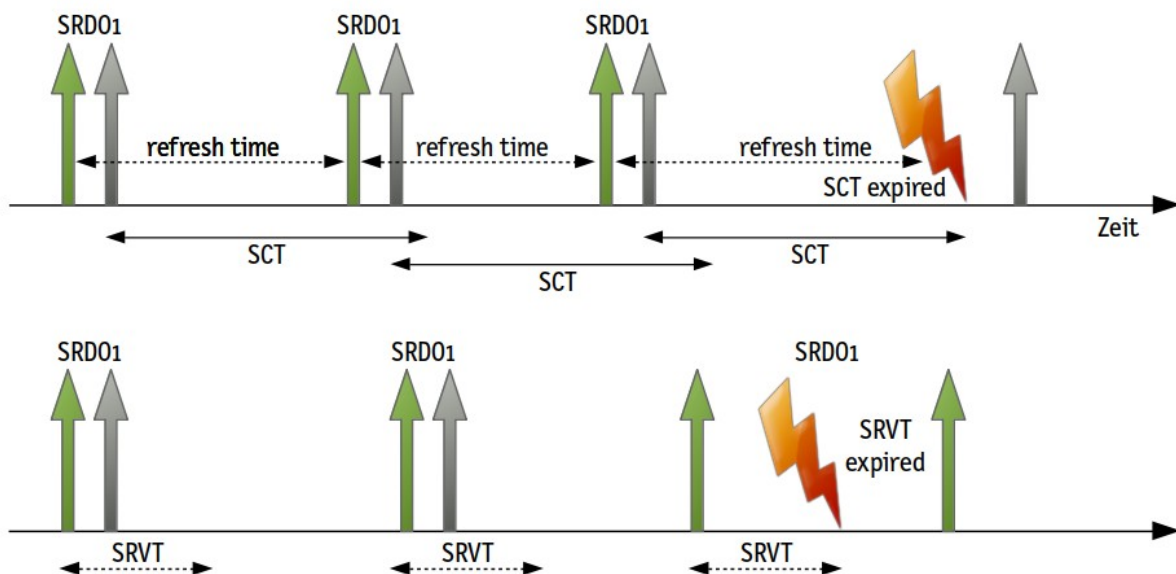 SRDO1 SRDO1 SRDO1
refresh time refresh time refresh time
SCT expired
Zeit
SCT SCT
SCT
SRDO1 SRDO1 SRDO1
SRVT
expired
SRVT SRVT SRVT